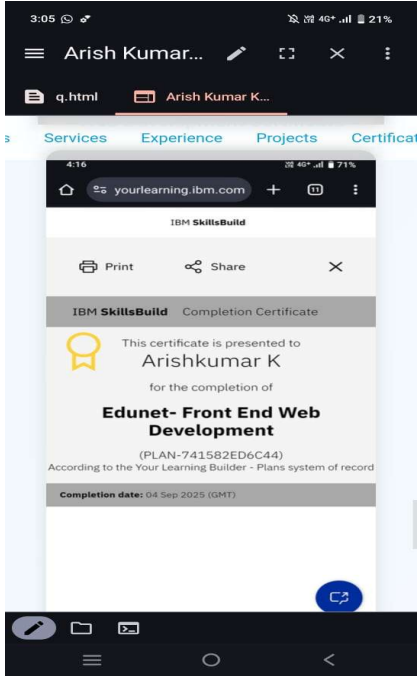 3:05 4G+ 21%
Arish Kumar...
q.html Arish Kumar K...
s Services Experience Projects Certificat
4:16 4G+ 71%
yourlearning.ibm.com 11
IBM SkillsBuild
Print Share
IBM SkillsBuild Completion Certificate
This certificate is presented to
Arishkumar K
for the completion of
Edunet- Front End Web
Development
(PLAN-741582ED6C44)
According to the Your Learning Builder - Plans system of record
Completion date: 04 Sep 2025 (GMT)